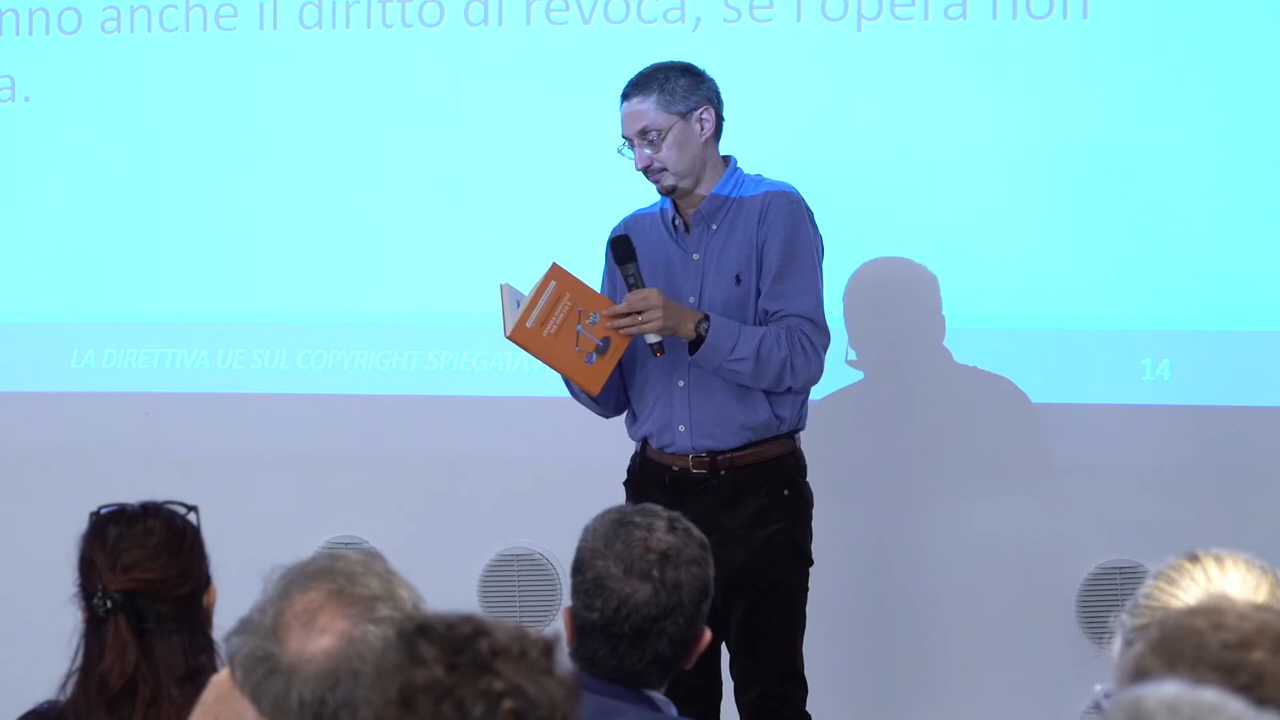 nno anche il diritto di revoca, se l'opera non
a.
LA DIRETTIVA UE SUL COPYRIGHT SPIEGATA
14